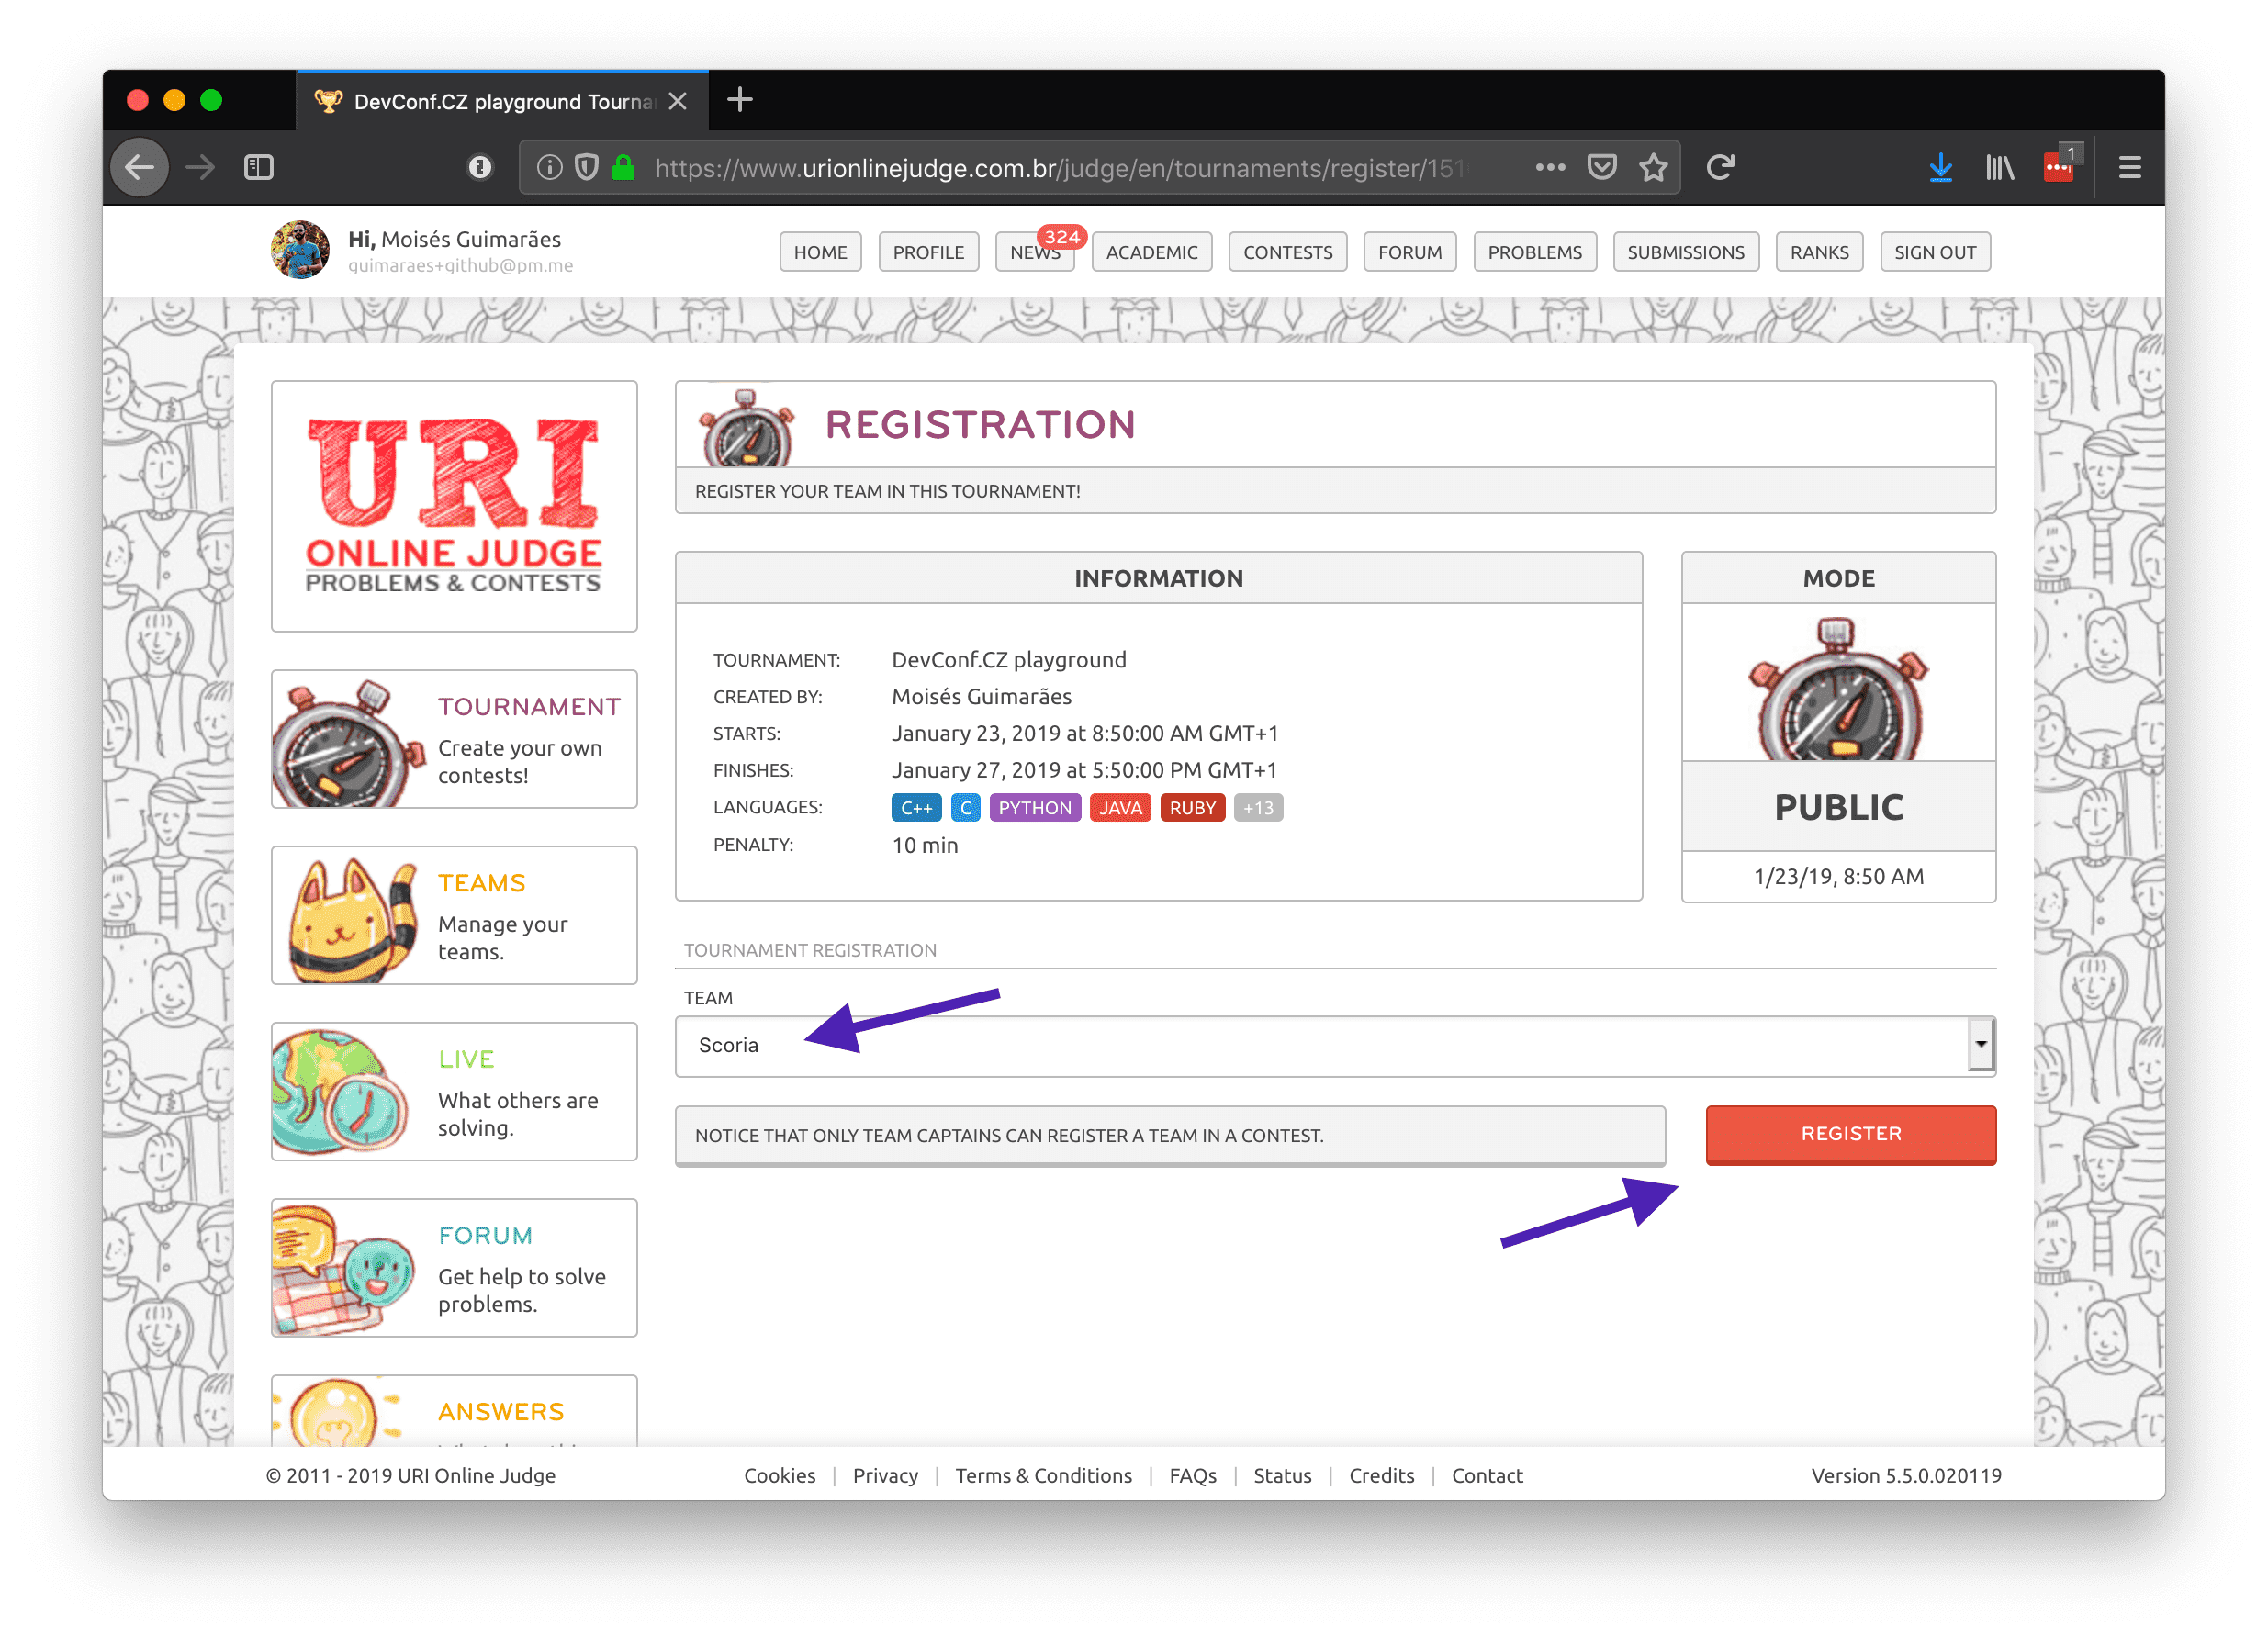 DevConf.CZ playground Tourna
https://www.urionlinejudge.com.br/judge/en/tournaments/register/151
1
Hi, Moisés Guimarães
guimaraes+github@pm.me
HOME
PROFILE
NEWS
324
ACADEMIC
CONTESTS
FORUM
PROBLEMS
SUBMISSIONS
RANKS
SIGN OUT
URI
ONLINE JUDGE
PROBLEMS & CONTESTS
TOURNAMENT
Create your own
contests!
TEAMS
Manage your
teams.
LIVE
What others are
solving.
FORUM
Get help to solve
problems.
ANSWERS
REGISTRATION
REGISTER YOUR TEAM IN THIS TOURNAMENT!
INFORMATION
TOURNAMENT: DevConf.CZ playground
CREATED BY: Moisés Guimarães
STARTS: January 23, 2019 at 8:50:00 AM GMT+1
FINISHES: January 27, 2019 at 5:50:00 PM GMT+1
LANGUAGES: C++ C PYTHON JAVA RUBY +13
PENALTY: 10 min
MODE
PUBLIC
1/23/19, 8:50 AM
TOURNAMENT REGISTRATION
TEAM
Scoria
NOTICE THAT ONLY TEAM CAPTAINS CAN REGISTER A TEAM IN A CONTEST.
REGISTER
© 2011 - 2019 URI Online Judge
Cookies | Privacy | Terms & Conditions | FAQs | Status | Credits | Contact
Version 5.5.0.020119